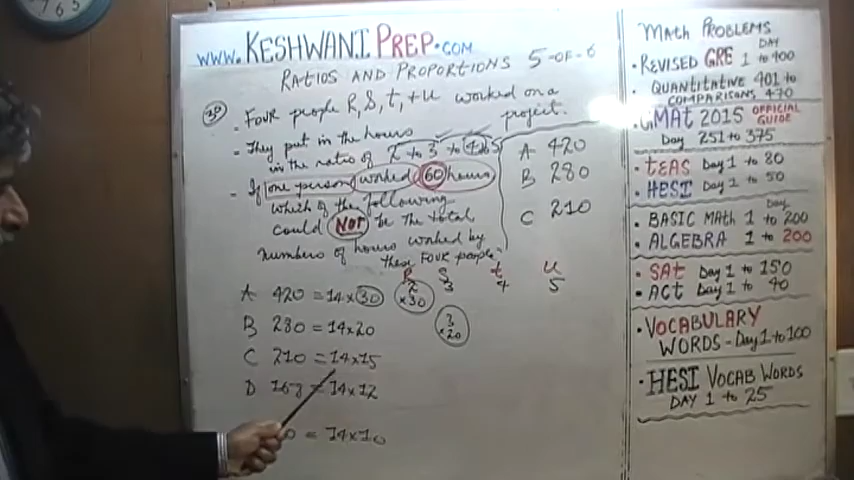 www.KESHWANIPREP.COM
RATIOS AND PROPORTIONS 5-OF-6
30
- FOUR people R, S, t, + U worked on a project.
- They put in the hours
in the ratio of 2 to 3 to 4 to 5
- If one person worked 60 hours
which of the following
could NOT be the total
numbers of hours worked by
these FOUR people.
A 420
B 280
C 210
R S t U
2 3 4 5
×30
3
×20
A 420 = 14×30
B 280 = 14×20
C 210 = 14×15
D = 14×12
0 = 14×10
MATH PROBLEMS
DAY
• REVISED GRE 1 to 400
• QUANTITATIVE 401 to
COMPARISONS 470
• GMAt 2015 OFFICIAL GUIDE
Day 251 to 375
• tEAS Day 1 to 80
• HESI Day 1 to 50
Day
• BASIC MAth 1 to 200
• ALGEBRA 1 to 200
• SAt Day 1 to 150
• ACt Day 1 to 40
• VOCABULARY
WORDS - Day 1 to 100
• HESI VOCAB WORDS
DAY 1 to 25
7 6 5